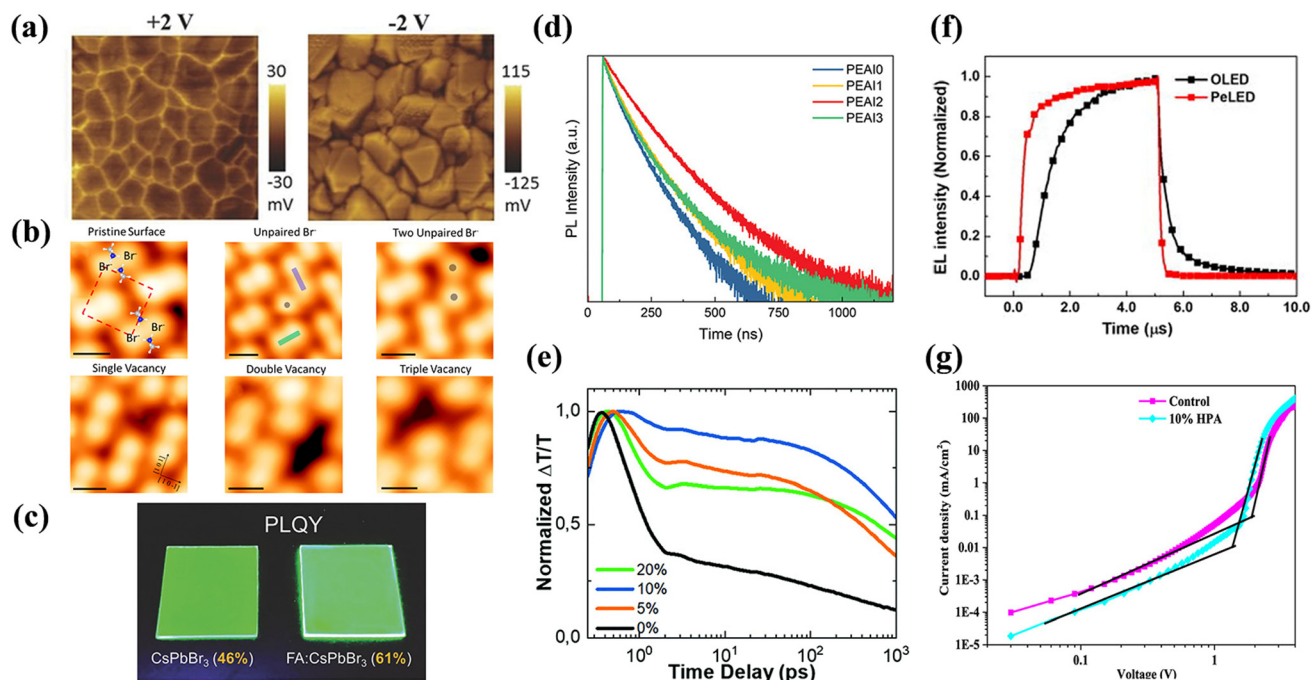 (a)
+2 V
30
-30
mV
-2 V
115
-125
mV
(b)
Pristine Surface
Br⁻
Br⁻
Br⁻
Br⁻
Unpaired Br⁻
Two Unpaired Br⁻
Single Vacancy
Double Vacancy
Triple Vacancy
(c)
PLQY
CsPbBr₃ (46%)
FA:CsPbBr₃ (61%)
(d)
PL Intensity (a.u.)
PEAI0
PEAI1
PEAI2
PEAI3
0 250 500 750 1000
Time (ns)
(e)
Normalized ΔT/T
1,0
0,5
0,0
20%
10%
5%
0%
10⁰ 10¹ 10² 10³
Time Delay (ps)
(f)
EL intensity (Normalized)
1.0
0.8
0.6
0.4
0.2
0.0
OLED
PeLED
0.0 2.0 4.0 6.0 8.0 10.0
Time (μs)
(g)
Current density (mA/cm²)
1000
100
10
1
0.1
0.01
1E-3
1E-4
1E-5
Control
10% HPA
0.1 1
Voltage (V)